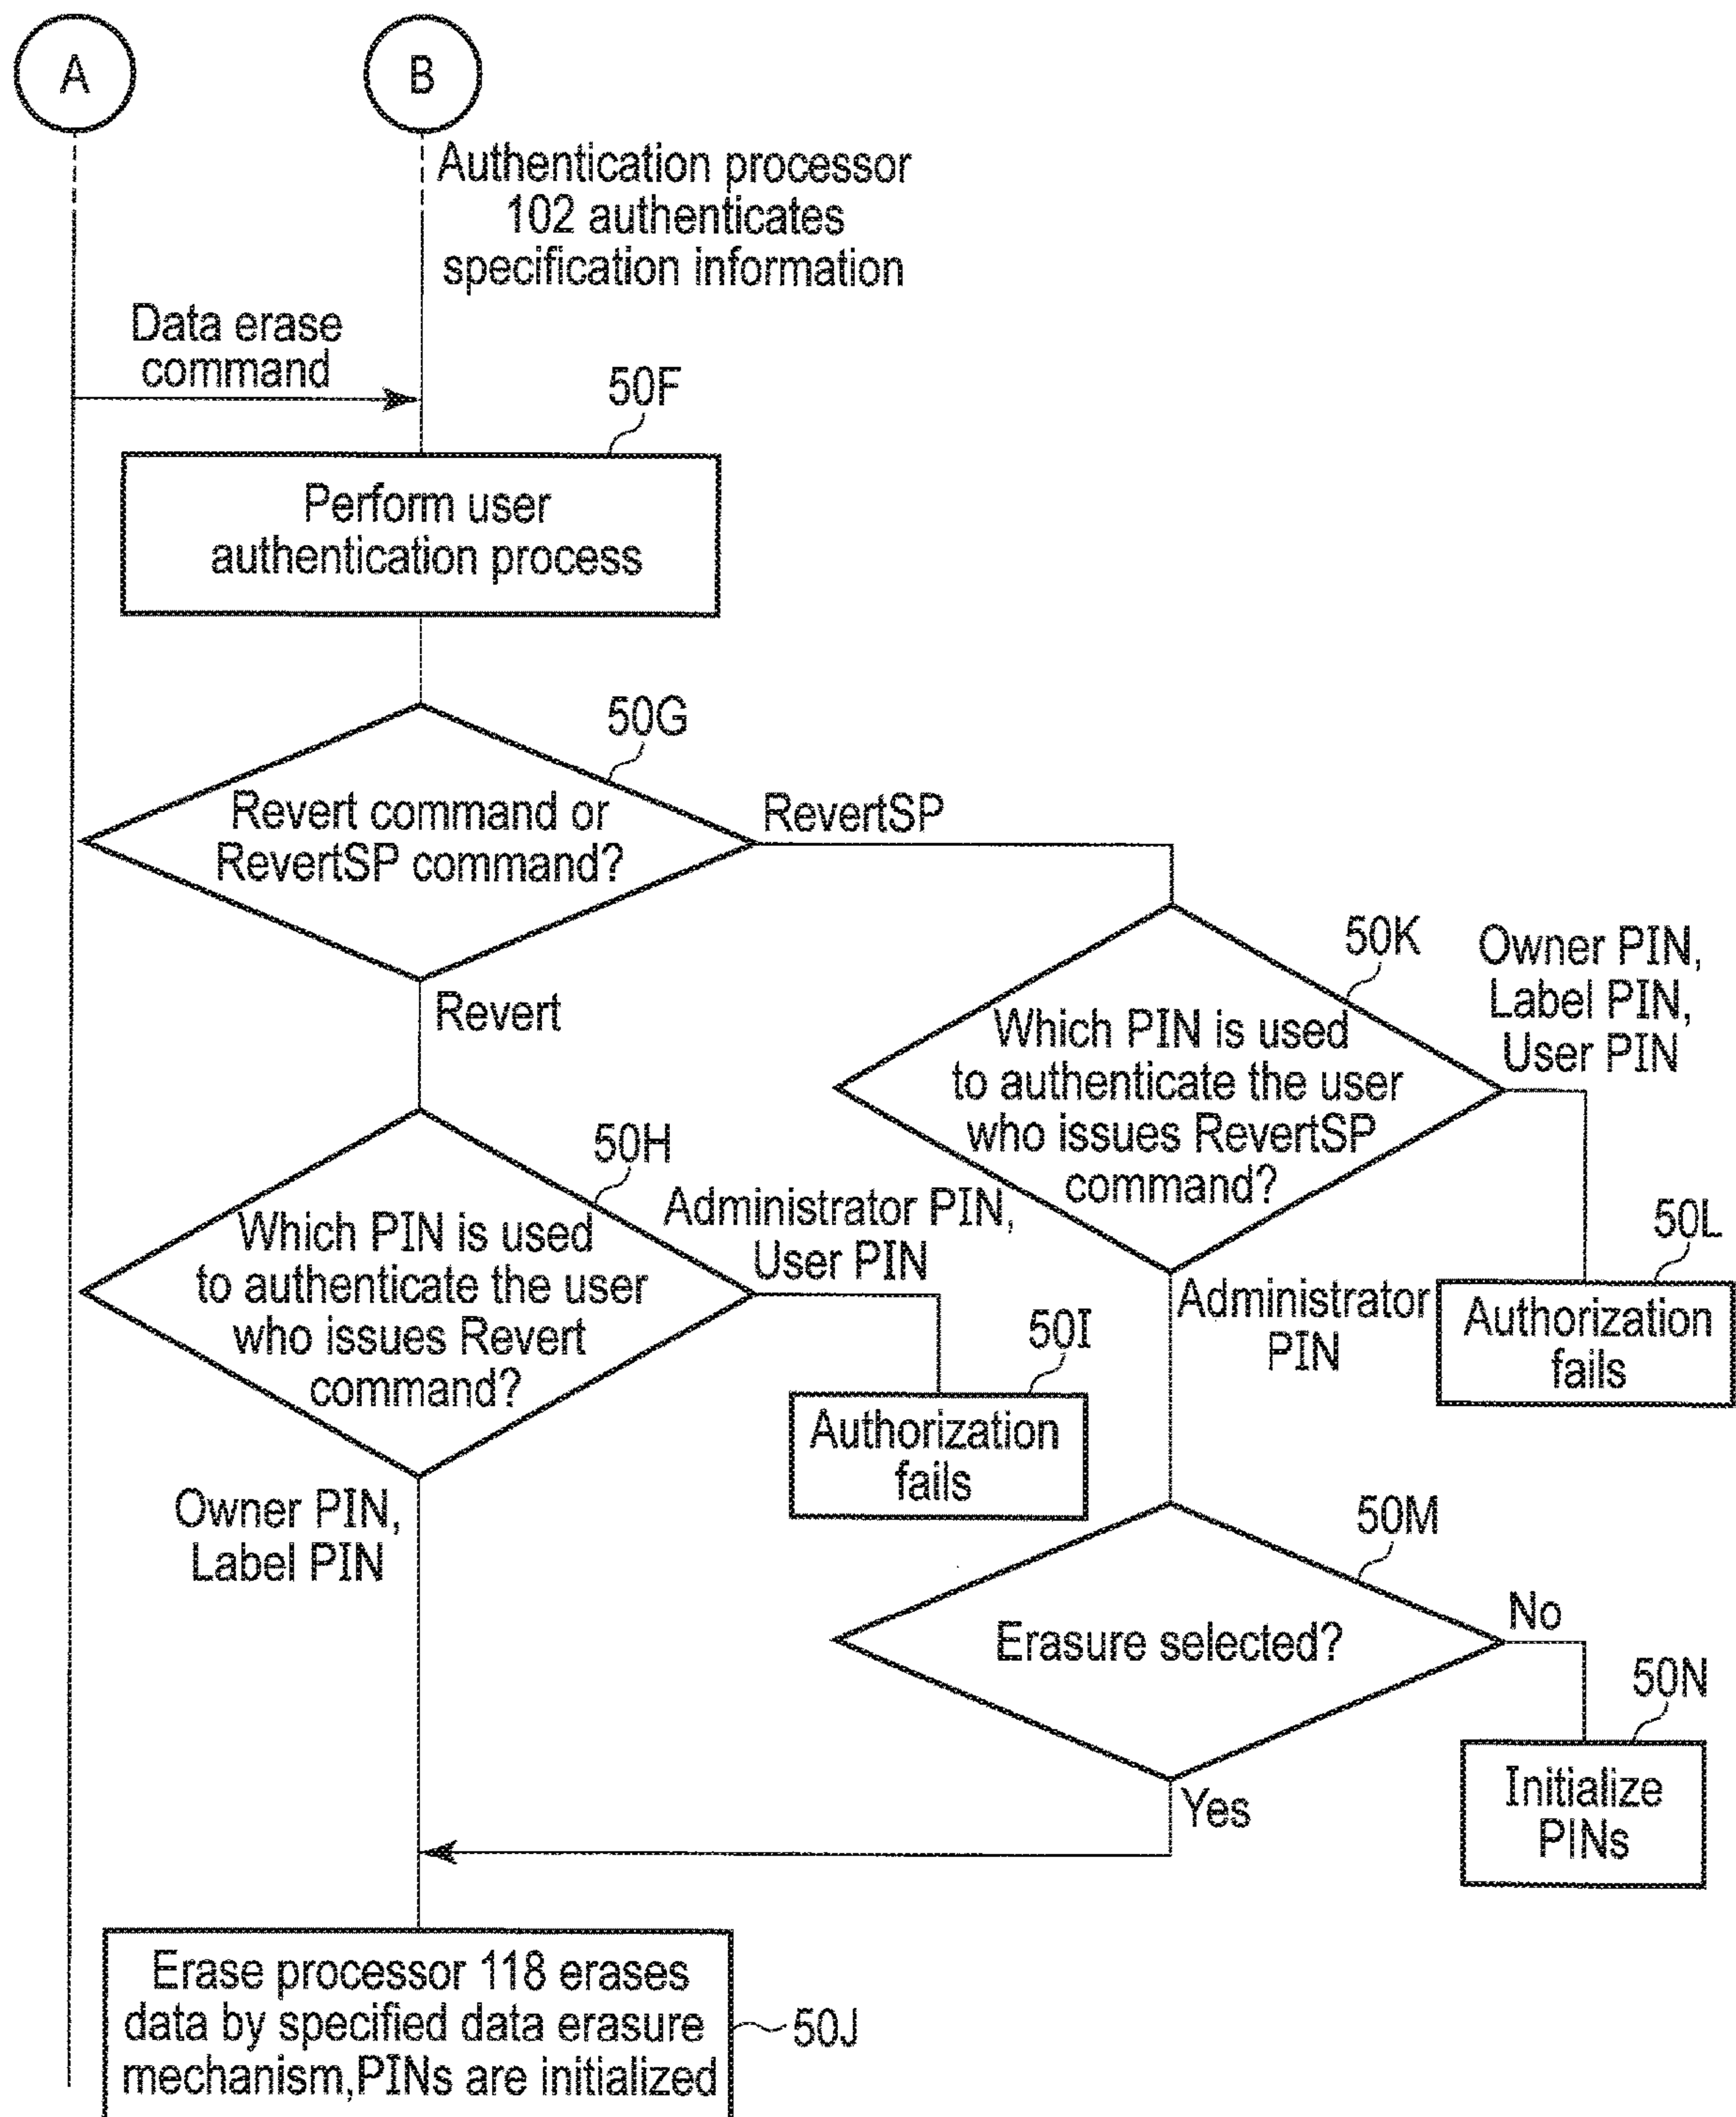 A
B
Authentication processor
102 authenticates
specification information
Data erase
command
50F
Perform user
authentication process
50G
Revert command or
RevertSP command?
RevertSP
Revert
50K
Owner PIN,
Label PIN,
User PIN
Which PIN is used
to authenticate the user
who issues RevertSP
command?
50H
Administrator PIN,
User PIN
Which PIN is used
to authenticate the user
who issues Revert
command?
50L
Authorization
fails
Administrator
PIN
50I
Authorization
fails
Owner PIN,
Label PIN
50M
Erasure selected?
No
50N
Initialize
PINs
Yes
Erase processor 118 erases
data by specified data erasure
mechanism,PINs are initialized
50J